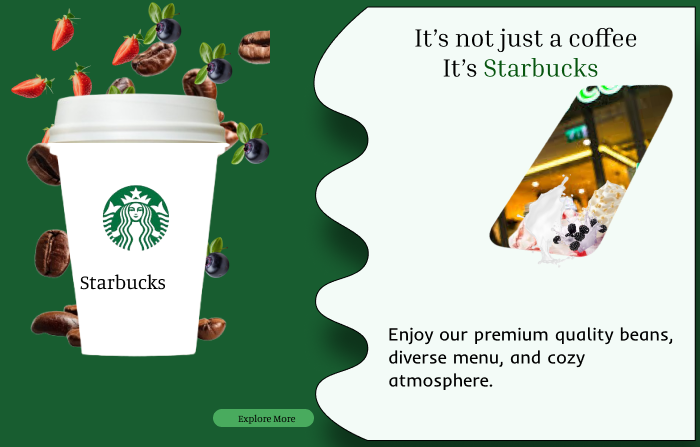 Starbucks
Explore More
It's not just a coffee
It's Starbucks
Enjoy our premium quality beans,
diverse menu, and cozy
atmosphere.